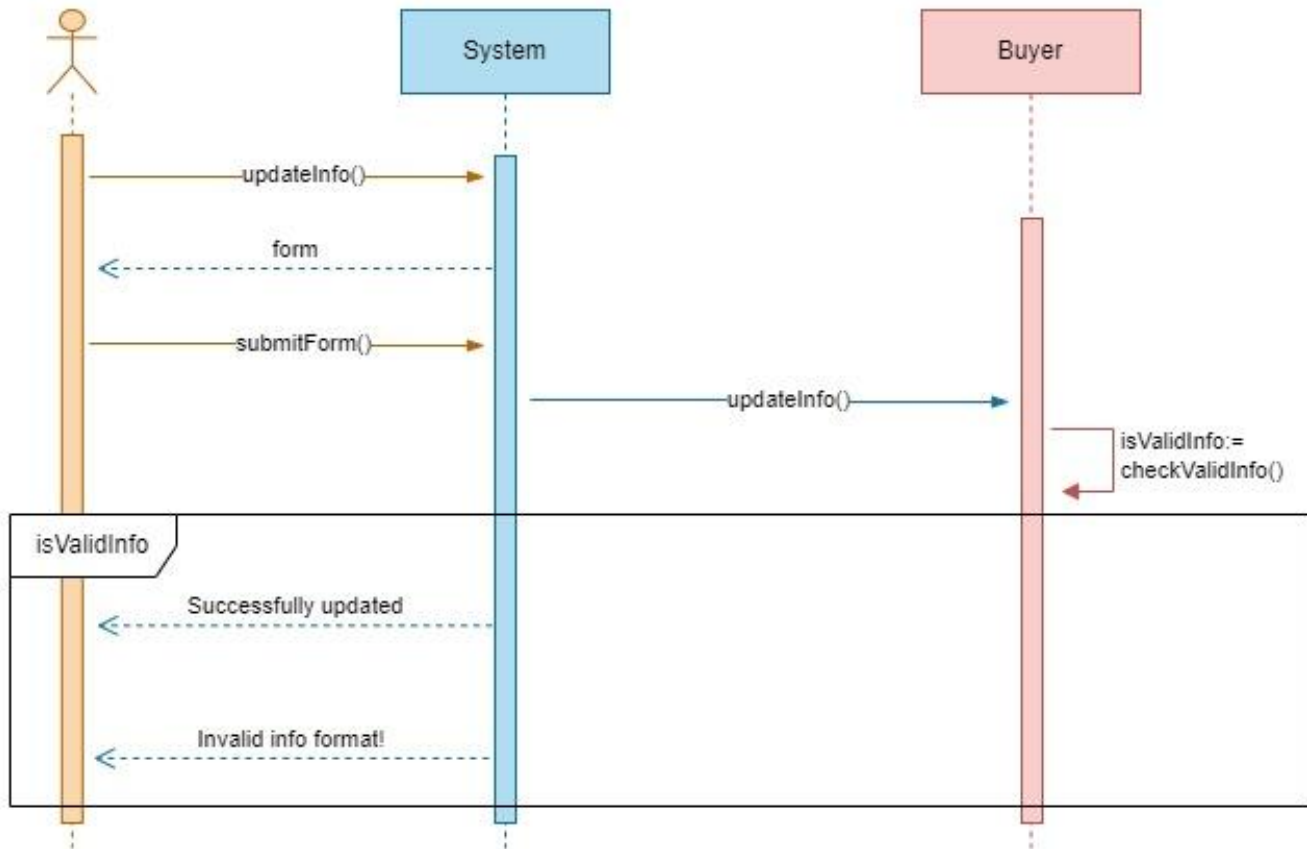 System
Buyer
updateInfo()
form
submitForm()
updateInfo()
isValidInfo:=
checkValidInfo()
isValidInfo
Successfully updated
Invalid info format!